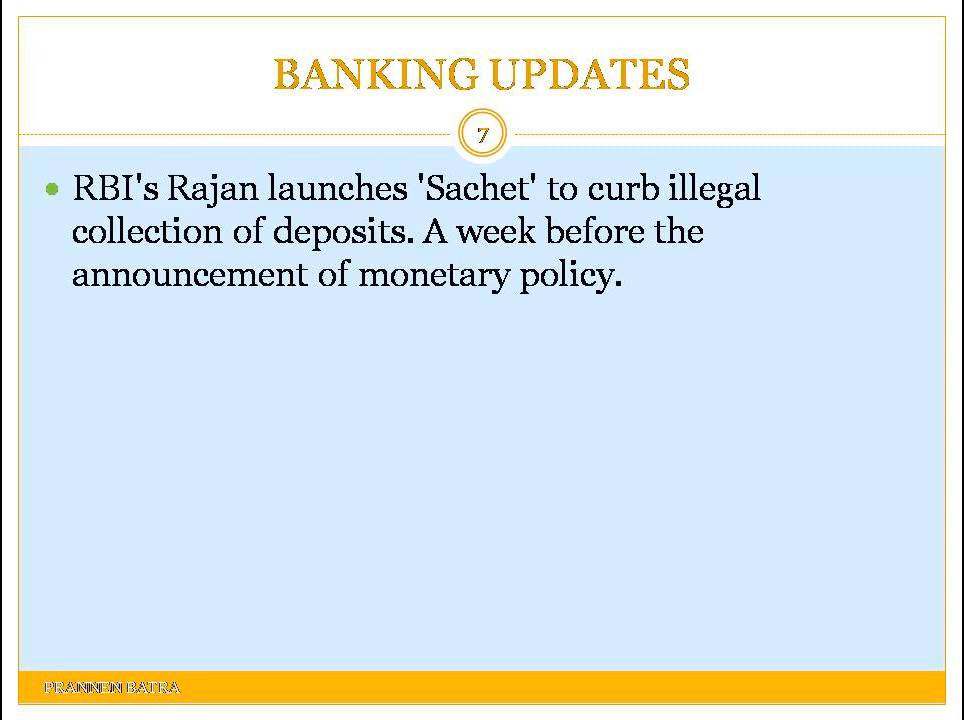 BANKING UPDATES
7
• RBI's Rajan launches 'Sachet' to curb illegal
collection of deposits. A week before the
announcement of monetary policy.
PRANNEN BATRA